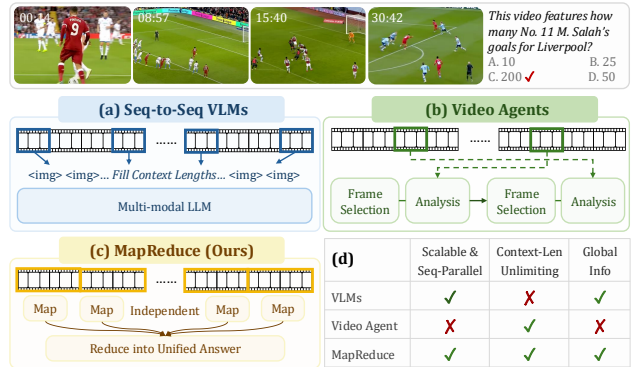 00:14
08:57
15:40
30:42
This video features how
many No. 11 M. Salah's
goals for Liverpool?
A. 10 B. 25
C. 200 ✓ D. 50
9
(a) Seq-to-Seq VLMs
......
<img> <img>... Fill Context Lengths... <img> <img>
Multi-modal LLM
(b) Video Agents
......
Frame Selection
Analysis
Frame Selection
Analysis
(c) MapReduce (Ours)
......
Map Map Independent Map Map
Reduce into Unified Answer
(d) Scalable & Seq-Parallel Context-Len Unlimiting Global Info
VLMs ✓ ✗ ✓
Video Agent ✗ ✓ ✗
MapReduce ✓ ✓ ✓